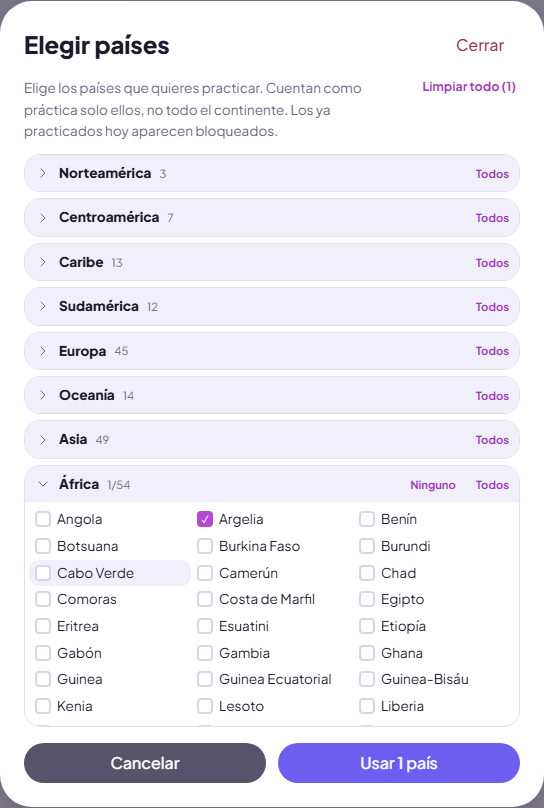 Elegir países
Cerrar
Elige los países que quieres practicar. Cuentan como
práctica solo ellos, no todo el continente. Los ya
practicados hoy aparecen bloqueados.
Limpiar todo (1)
Norteamérica 3 Todos
Centroamérica 7 Todos
Caribe 13 Todos
Sudamérica 12 Todos
Europa 45 Todos
Oceanía 14 Todos
Asia 49 Todos
África 1/54 Ninguno Todos
Angola Argelia Benín
Botsuana Burkina Faso Burundi
Cabo Verde Camerún Chad
Comoras Costa de Marfil Egipto
Eritrea Esuatini Etiopía
Gabón Gambia Ghana
Guinea Guinea Ecuatorial Guinea-Bisáu
Kenia Lesoto Liberia
Cancelar Usar 1 país